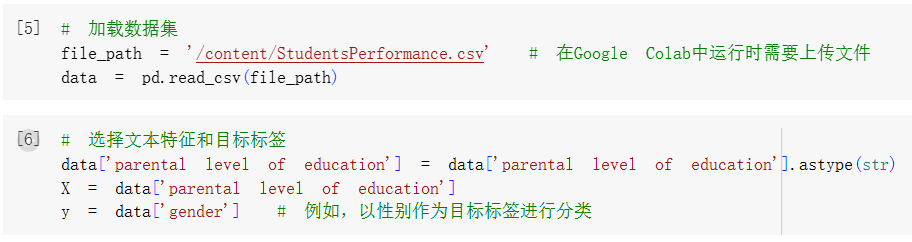 [5] # 加载数据集
file_path = '/content/StudentsPerformance.csv' # 在Google Colab中运行时需要上传文件
data = pd.read_csv(file_path)
[6] # 选择文本特征和目标标签
data['parental level of education'] = data['parental level of education'].astype(str)
X = data['parental level of education']
y = data['gender'] # 例如，以性别作为目标标签进行分类